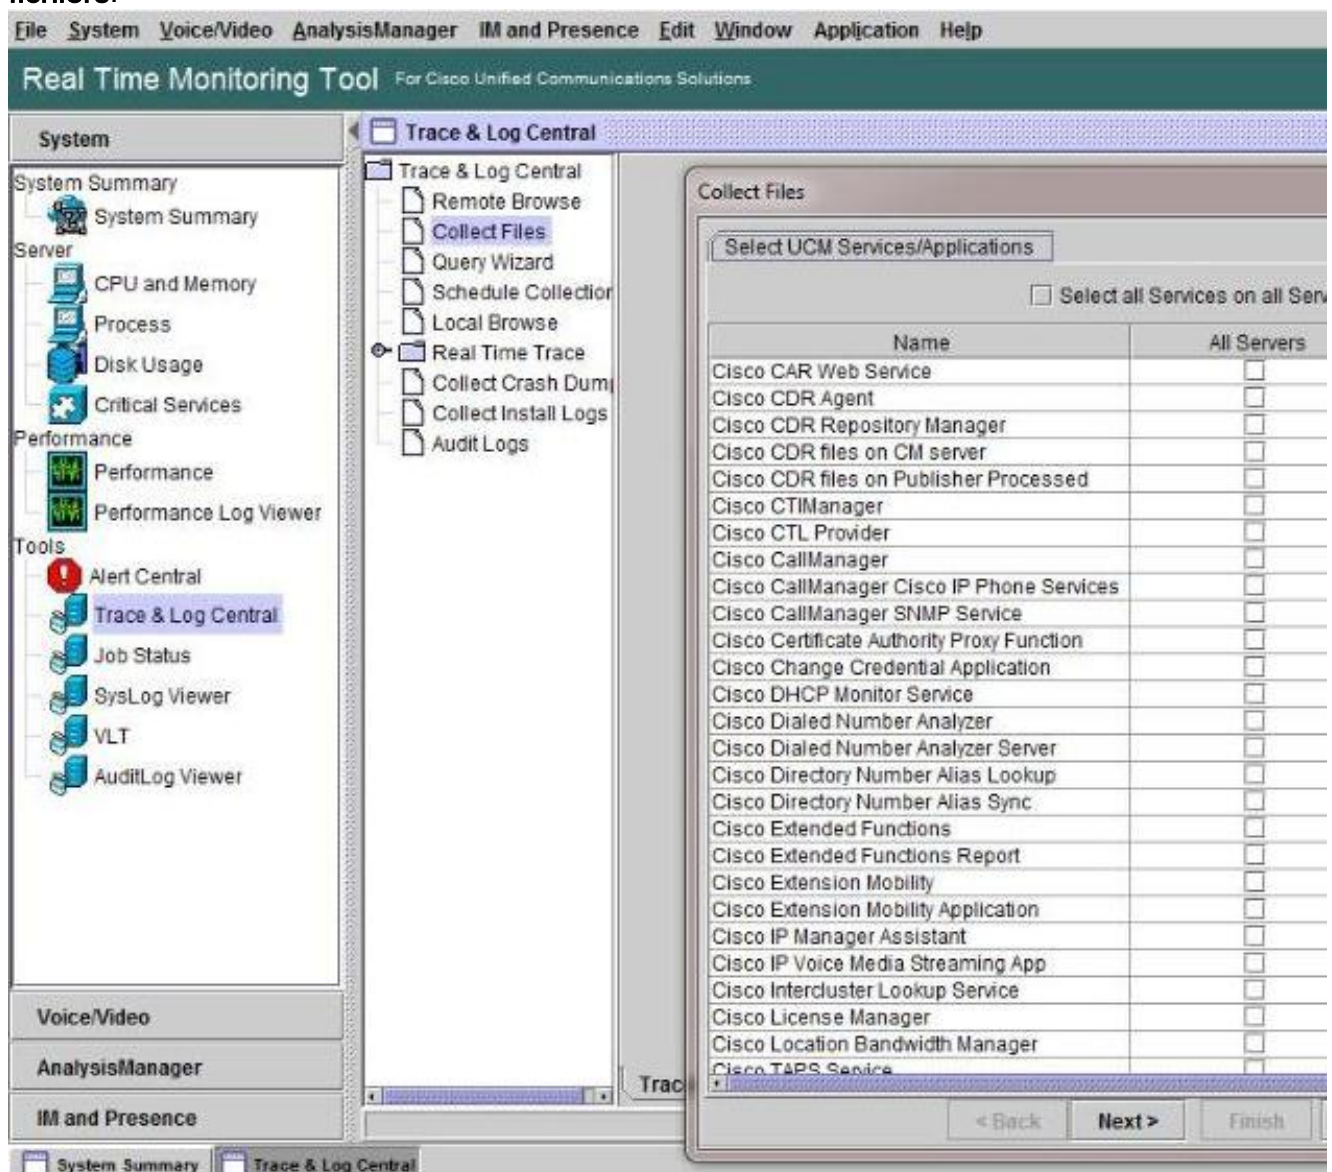 File System Voice/Video AnalysisManager IM and Presence Edit Window Application Help
Real Time Monitoring Tool For Cisco Unified Communications Solutions
System
System Summary
System Summary
Server
CPU and Memory
Process
Disk Usage
Critical Services
Performance
Performance
Performance Log Viewer
Tools
Alert Central
Trace & Log Central
Job Status
SysLog Viewer
VLT
AuditLog Viewer
Voice/Video
AnalysisManager
IM and Presence
Trace & Log Central
Trace & Log Central
Remote Browse
Collect Files
Query Wizard
Schedule Collection
Local Browse
Real Time Trace
Collect Crash Dum
Collect Install Logs
Audit Logs
Trac
Collect Files
Select UCM Services/Applications
Select all Services on all Serv
Name All Servers
Cisco CAR Web Service
Cisco CDR Agent
Cisco CDR Repository Manager
Cisco CDR files on CM server
Cisco CDR files on Publisher Processed
Cisco CTIManager
Cisco CTL Provider
Cisco CallManager
Cisco CallManager Cisco IP Phone Services
Cisco CallManager SNMP Service
Cisco Certificate Authority Proxy Function
Cisco Change Credential Application
Cisco DHCP Monitor Service
Cisco Dialed Number Analyzer
Cisco Dialed Number Analyzer Server
Cisco Directory Number Alias Lookup
Cisco Directory Number Alias Sync
Cisco Extended Functions
Cisco Extended Functions Report
Cisco Extension Mobility
Cisco Extension Mobility Application
Cisco IP Manager Assistant
Cisco IP Voice Media Streaming App
Cisco Intercluster Lookup Service
Cisco License Manager
Cisco Location Bandwidth Manager
Cisco TAPS Service
< Back Next > Finish
System Summary Trace & Log Central